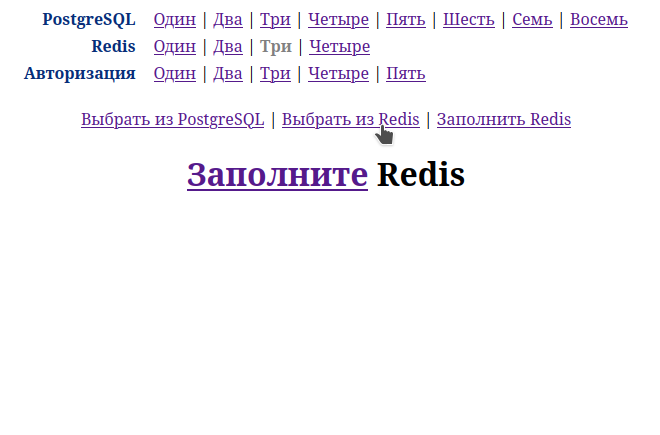 PostgreSQL Один | Два | Три | Четыре | Пять | Шесть | Семь | Восемь
Redis Один | Два | Три | Четыре
Авторизация Один | Два | Три | Четыре | Пять
Выбрать из PostgreSQL | Выбрать из Redis | Заполнить Redis
Заполните Redis